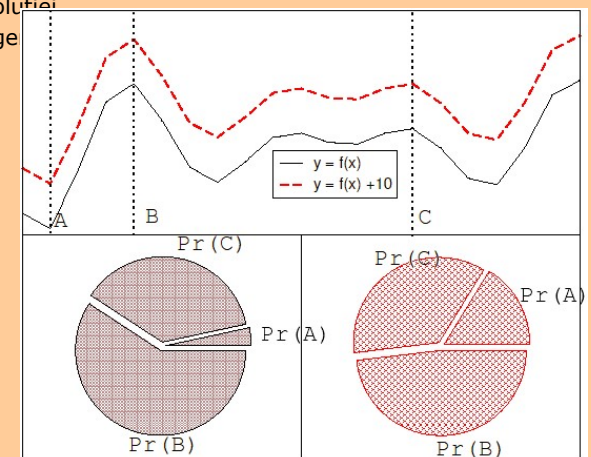 y = f(x)
y = f(x) +10
A
B
C
Pr(C)
Pr(A)
Pr(B)
Pr(C)
Pr(A)
Pr(B)